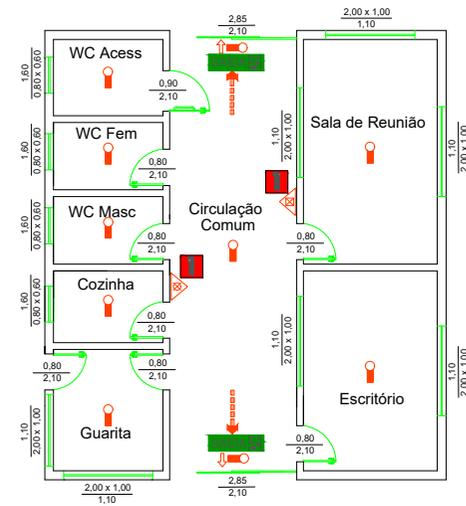 2,85
2,10
2,00 x 1,00
1,10
WC Acess
1,60
0,80 x 0,60
0,90
2,10
WC Fem
1,60
0,80 x 0,60
0,80
2,10
Sala de Reunião
1,10
2,00 x 1,00
1,10
2,00 x 1,00
WC Masc
1,60
0,80 x 0,60
0,80
2,10
Circulação
Comum
0,80
2,10
Cozinha
1,60
0,80 x 0,60
0,80
2,10
1,10
2,00 x 1,00
1,10
2,00 x 1,00
0,80
2,10
0,80
2,10
Escritório
Guarita
1,10
2,00 x 1,00
0,80
2,10
2,00 x 1,00
1,10
2,85
2,10